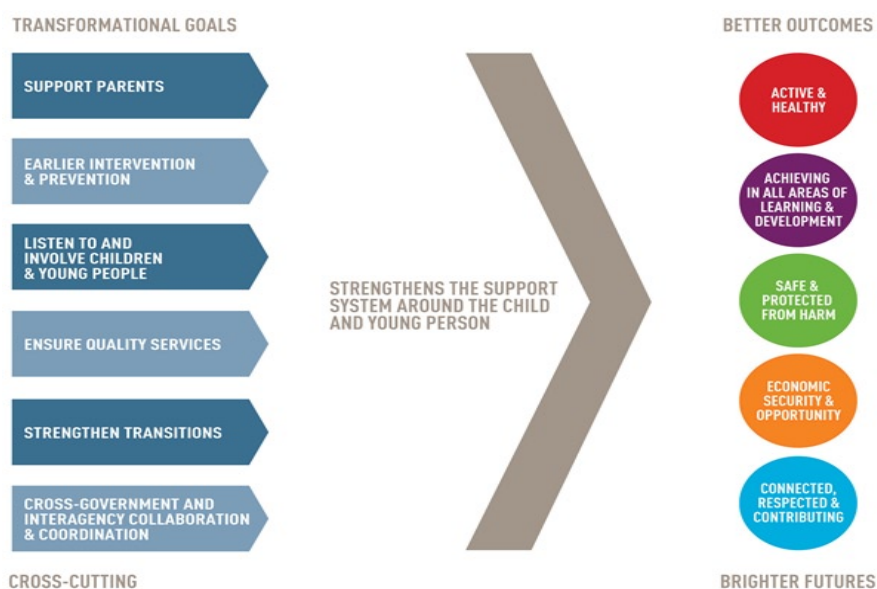 TRANSFORMATIONAL GOALS
SUPPORT PARENTS
EARLIER INTERVENTION
& PREVENTION
LISTEN TO AND
INVOLVE CHILDREN
& YOUNG PEOPLE
ENSURE QUALITY SERVICES
STRENGTHEN TRANSITIONS
CROSS-GOVERNMENT AND
INTERAGENCY COLLABORATION
& COORDINATION
CROSS-CUTTING
STRENGTHENS THE SUPPORT
SYSTEM AROUND THE CHILD
AND YOUNG PERSON
BETTER OUTCOMES
ACTIVE &
HEALTHY
ACHIEVING
IN ALL AREAS OF
LEARNING &
DEVELOPMENT
SAFE &
PROTECTED
FROM HARM
ECONOMIC
SECURITY &
OPPORTUNITY
CONNECTED,
RESPECTED &
CONTRIBUTING
BRIGHTER FUTURES